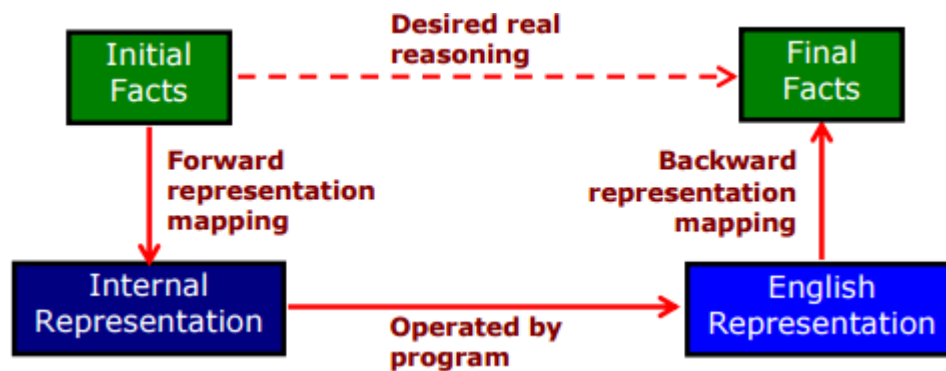 Initial
Facts
Desired real
reasoning
Final
Facts
Forward
representation
mapping
Backward
representation
mapping
Internal
Representation
Operated by
program
English
Representation